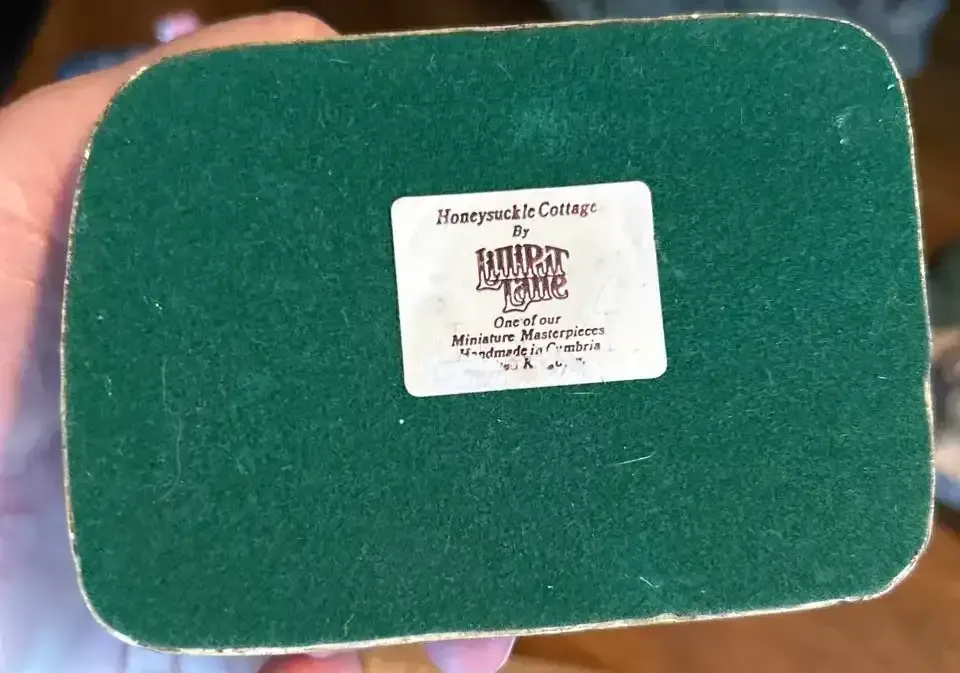 Honeysuckle Cottage
By
Lilliput
Lane
One of our
Miniature Masterpieces
Handmade in Cumbria